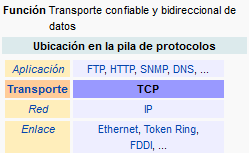 Función Transporte confiable y bidireccional de
datos
Ubicación en la pila de protocolos
Aplicación FTP, HTTP, SNMP, DNS, ...
Transporte TCP
Red IP
Enlace Ethernet, Token Ring,
FDDI, ...